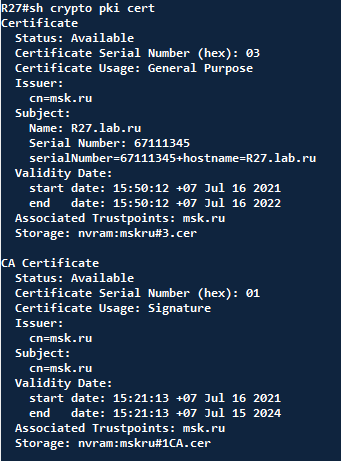 R27#sh crypto pki cert
Certificate
  Status: Available
  Certificate Serial Number (hex): 03
  Certificate Usage: General Purpose
  Issuer:
    cn=msk.ru
  Subject:
    Name: R27.lab.ru
    Serial Number: 67111345
    serialNumber=67111345+hostname=R27.lab.ru
  Validity Date:
    start date: 15:50:12 +07 Jul 16 2021
    end   date: 15:50:12 +07 Jul 16 2022
  Associated Trustpoints: msk.ru
  Storage: nvram:mskru#3.cer

CA Certificate
  Status: Available
  Certificate Serial Number (hex): 01
  Certificate Usage: Signature
  Issuer:
    cn=msk.ru
  Subject:
    cn=msk.ru
  Validity Date:
    start date: 15:21:13 +07 Jul 16 2021
    end   date: 15:21:13 +07 Jul 15 2024
  Associated Trustpoints: msk.ru
  Storage: nvram:mskru#1CA.cer